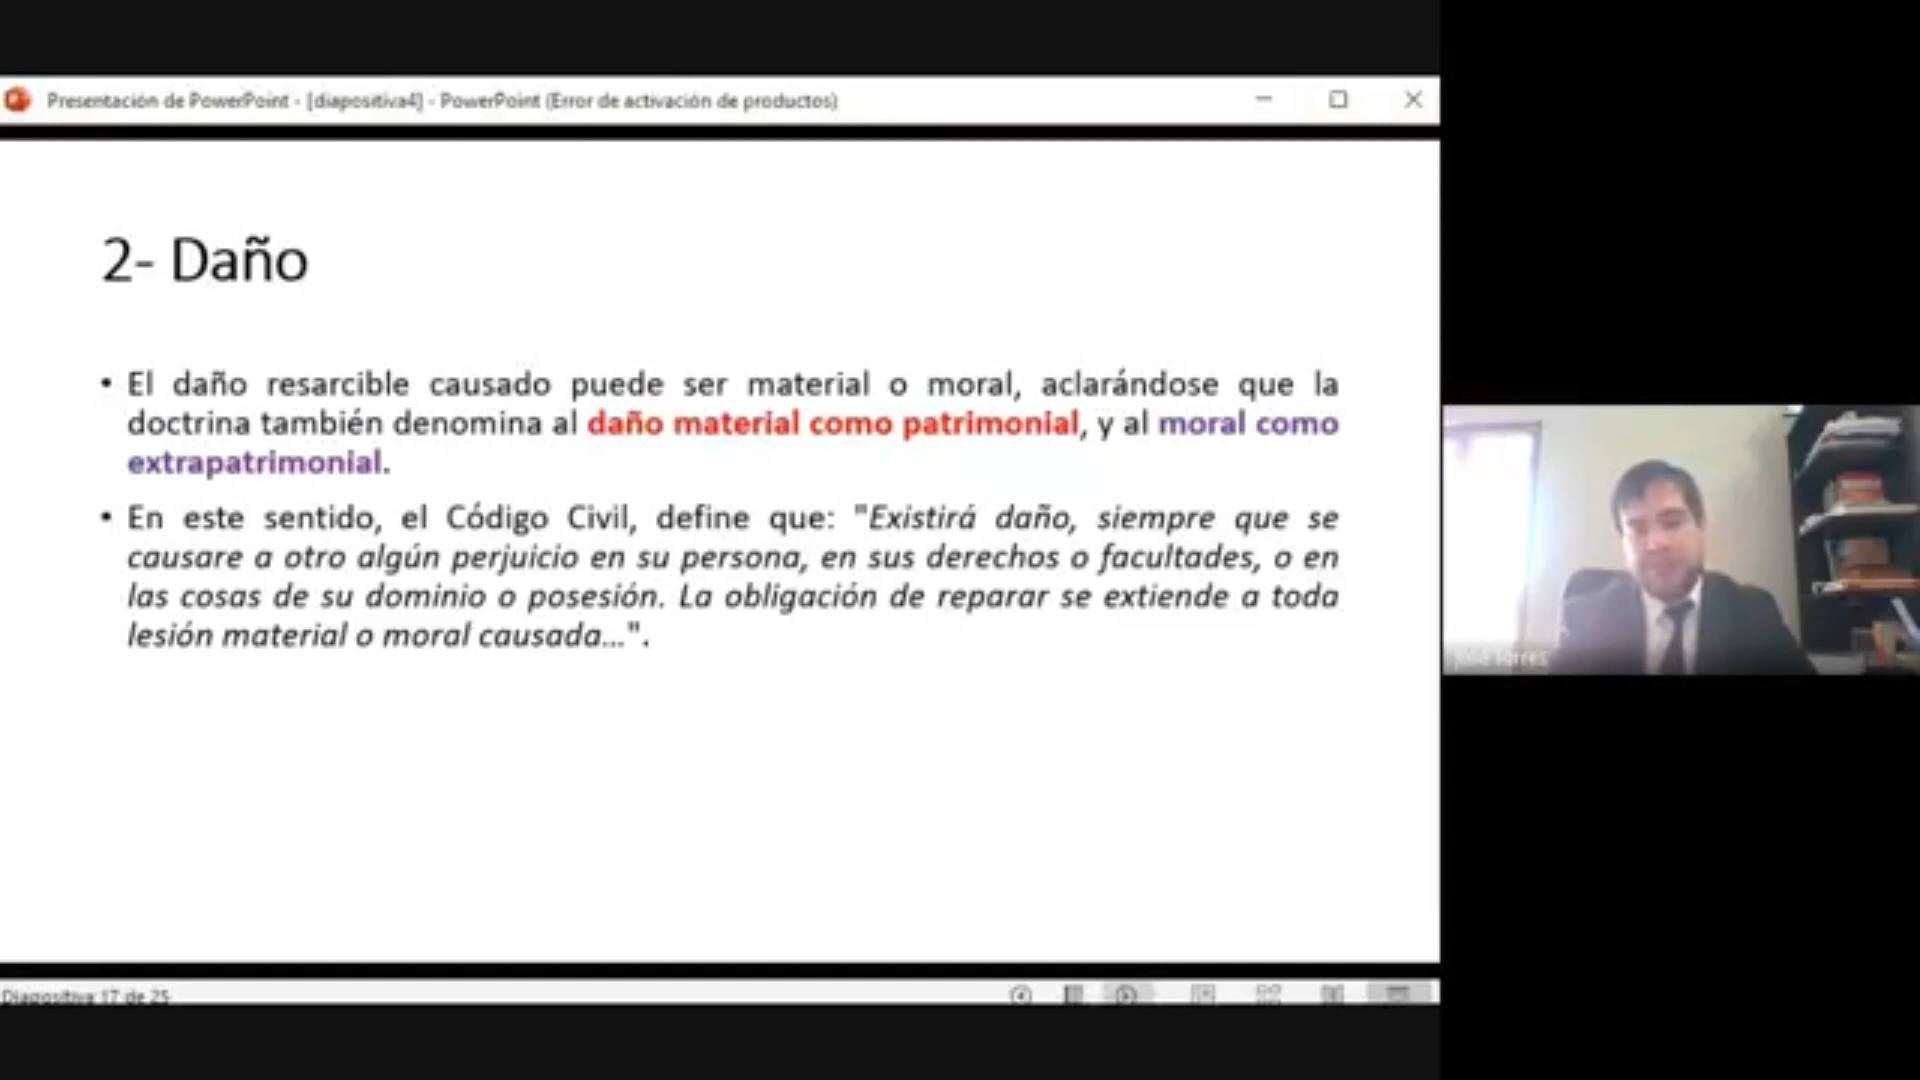 Presentación de PowerPoint - [diapositiva4] - PowerPoint (Error de activación de productos)
2- Daño
• El daño resarcible causado puede ser material o moral, aclarándose que la
doctrina también denomina al daño material como patrimonial, y al moral como
extrapatrimonial.
• En este sentido, el Código Civil, define que: "Existirá daño, siempre que se
causare a otro algún perjuicio en su persona, en sus derechos o facultades, o en
las cosas de su dominio o posesión. La obligación de reparar se extiende a toda
lesión material o moral causada...".
Torres
Diapositiva 17 de 25